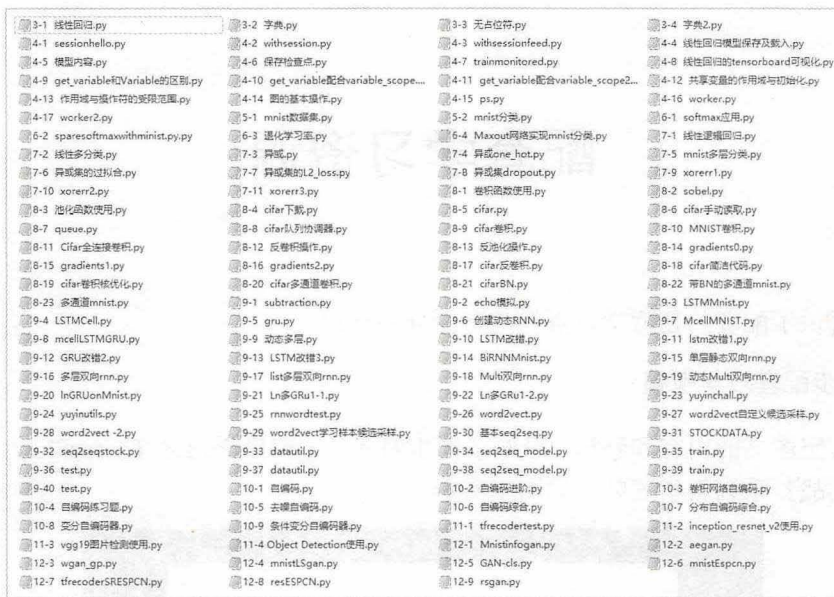 3-1 线性回归.py 3-2 字典.py 3-3 无占位符.py 3-4 字典2.py
4-1 sessionhello.py 4-2 withsession.py 4-3 withsessionfeed.py 4-4 线性回归模型保存及载入.py
4-5 模型内容.py 4-6 保存检查点.py 4-7 trainmonitored.py 4-8 线性回归的tensorboard可视化.py
4-9 get_variable和Variable的区别.py 4-10 get_variable配合variable_scope.... 4-11 get_variable配合variable_scope2... 4-12 共享变量的作用域与初始化.py
4-13 作用域与操作符的受限范围.py 4-14 图的基本操作.py 4-15 ps.py 4-16 worker.py
4-17 worker2.py 5-1 mnist数据集.py 5-2 mnist分类.py 6-1 softmax应用.py
6-2 sparesoftmaxwithminist.py.py 6-3 退化学习率.py 6-4 Maxout网络实现mnist分类.py 7-1 线性逻辑回归.py
7-2 线性多分类.py 7-3 异或.py 7-4 异或one_hot.py 7-5 mnist多层分类.py
7-6 异或集的过拟合.py 7-7 异或集的L2_loss.py 7-8 异或集dropout.py 7-9 xorerr1.py
7-10 xorerr2.py 7-11 xorerr3.py 8-1 卷积函数使用.py 8-2 sobel.py
8-3 池化函数使用.py 8-4 cifar下载.py 8-5 cifar.py 8-6 cifar手动读取.py
8-7 queue.py 8-8 cifar队列协调器.py 8-9 cifar卷积.py 8-10 MNIST卷积.py
8-11 Cifar全连接卷积.py 8-12 反卷积操作.py 8-13 反池化操作.py 8-14 gradients0.py
8-15 gradients1.py 8-16 gradients2.py 8-17 cifar反卷积.py 8-18 cifar简洁代码.py
8-19 cifar卷积核优化.py 8-20 cifar多通道卷积.py 8-21 cifarBN.py 8-22 带BN的多通道mnist.py
8-23 多通道mnist.py 9-1 subtraction.py 9-2 echo模拟.py 9-3 LSTMMnist.py
9-4 LSTMCell.py 9-5 gru.py 9-6 创建动态RNN.py 9-7 McellMNIST.py
9-8 mcellLSTMGRU.py 9-9 动态多层.py 9-10 LSTM改错.py 9-11 lstm改错1.py
9-12 GRU改错2.py 9-13 LSTM改错3.py 9-14 BiRNNMnist.py 9-15 单层静态双向rnn.py
9-16 多层双向rnn.py 9-17 list多层双向rnn.py 9-18 Multi双向rnn.py 9-19 动态Multi双向rnn.py
9-20 lnGRUonMnist.py 9-21 Ln多GRu1-1.py 9-22 Ln多GRu1-2.py 9-23 yuyinchall.py
9-24 yuyinutils.py 9-25 rnnwordtest.py 9-26 word2vect.py 9-27 word2vect自定义候选采样.py
9-28 word2vect -2.py 9-29 word2vect学习样本候选采样.py 9-30 基本seq2seq.py 9-31 STOCKDATA.py
9-32 seq2seqstock.py 9-33 datautil.py 9-34 seq2seq_model.py 9-35 train.py
9-36 test.py 9-37 datautil.py 9-38 seq2seq_model.py 9-39 train.py
9-40 test.py 10-1 自编码.py 10-2 自编码进阶.py 10-3 卷积网络自编码.py
10-4 自编码练习题.py 10-5 去噪自编码.py 10-6 自编码综合.py 10-7 分布自编码综合.py
10-8 变分自编码器.py 10-9 条件变分自编码器.py 11-1 tfrecodertest.py 11-2 inception_resnet_v2使用.py
11-3 vgg19图片检测使用.py 11-4 Object Detection使用.py 12-1 Mnistinfogan.py 12-2 aegan.py
12-3 wgan_gp.py 12-4 mnistLSgan.py 12-5 GAN-cls.py 12-6 mnistEspcn.py
12-7 tfrecoderSRESPCN.py 12-8 resESPCN.py 12-9 rsgan.py